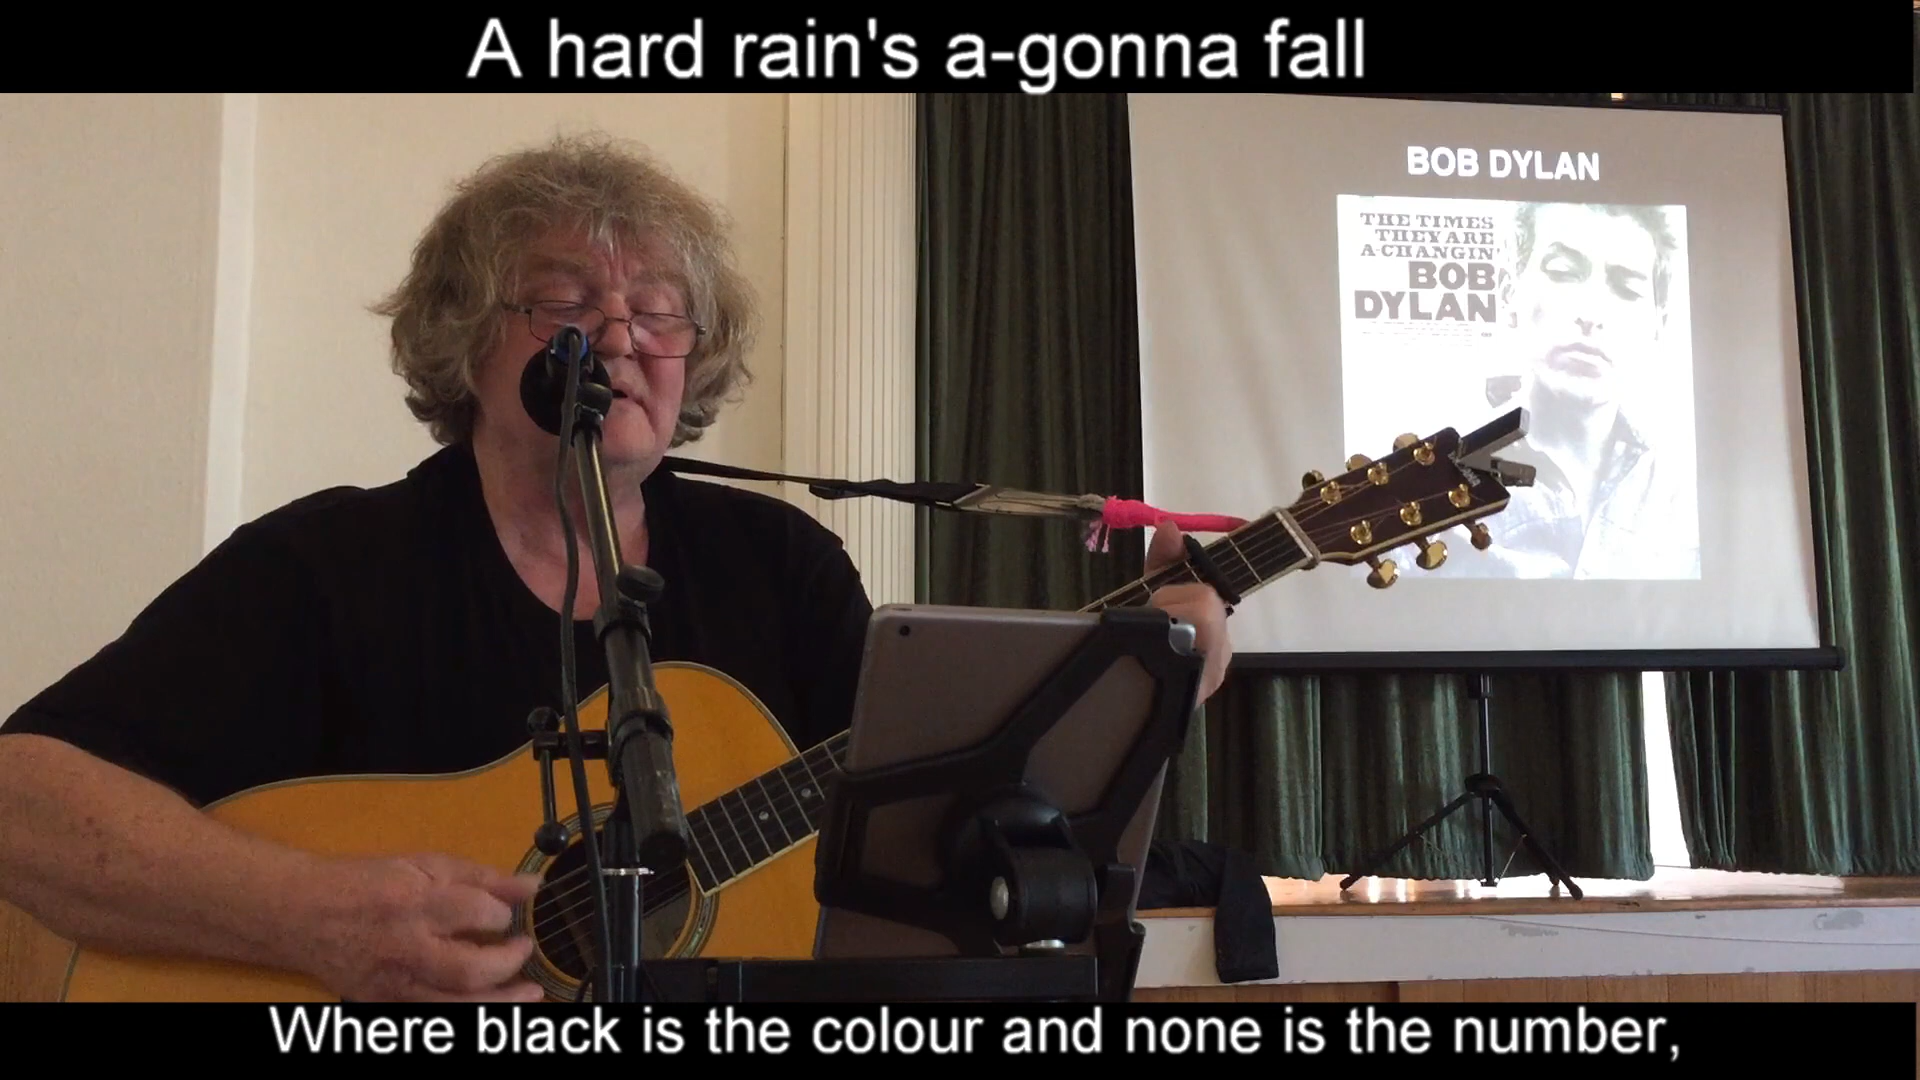 A hard rain's a-gonna fall
BOB DYLAN
THE TIMES
THEY ARE
A-CHANGIN'
BOB
DYLAN
Where black is the colour and none is the number,